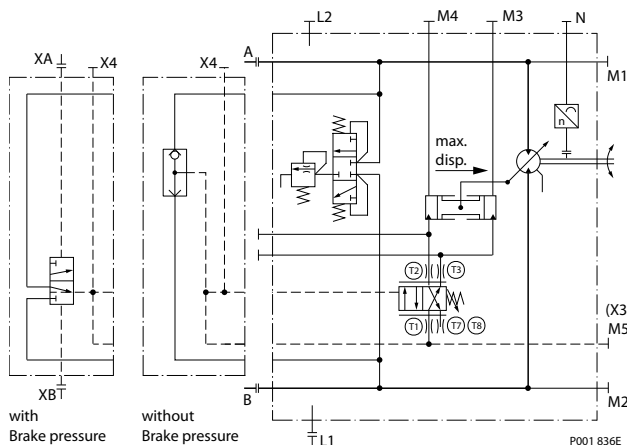 L2
M4
M3
N
XA
X4
X4
A
M1
n
max.
disp.
T2
T3
T1
T7
T8
(X3
M5
XB
B
M2
with
Brake pressure
without
Brake pressure
L1
P001 836E